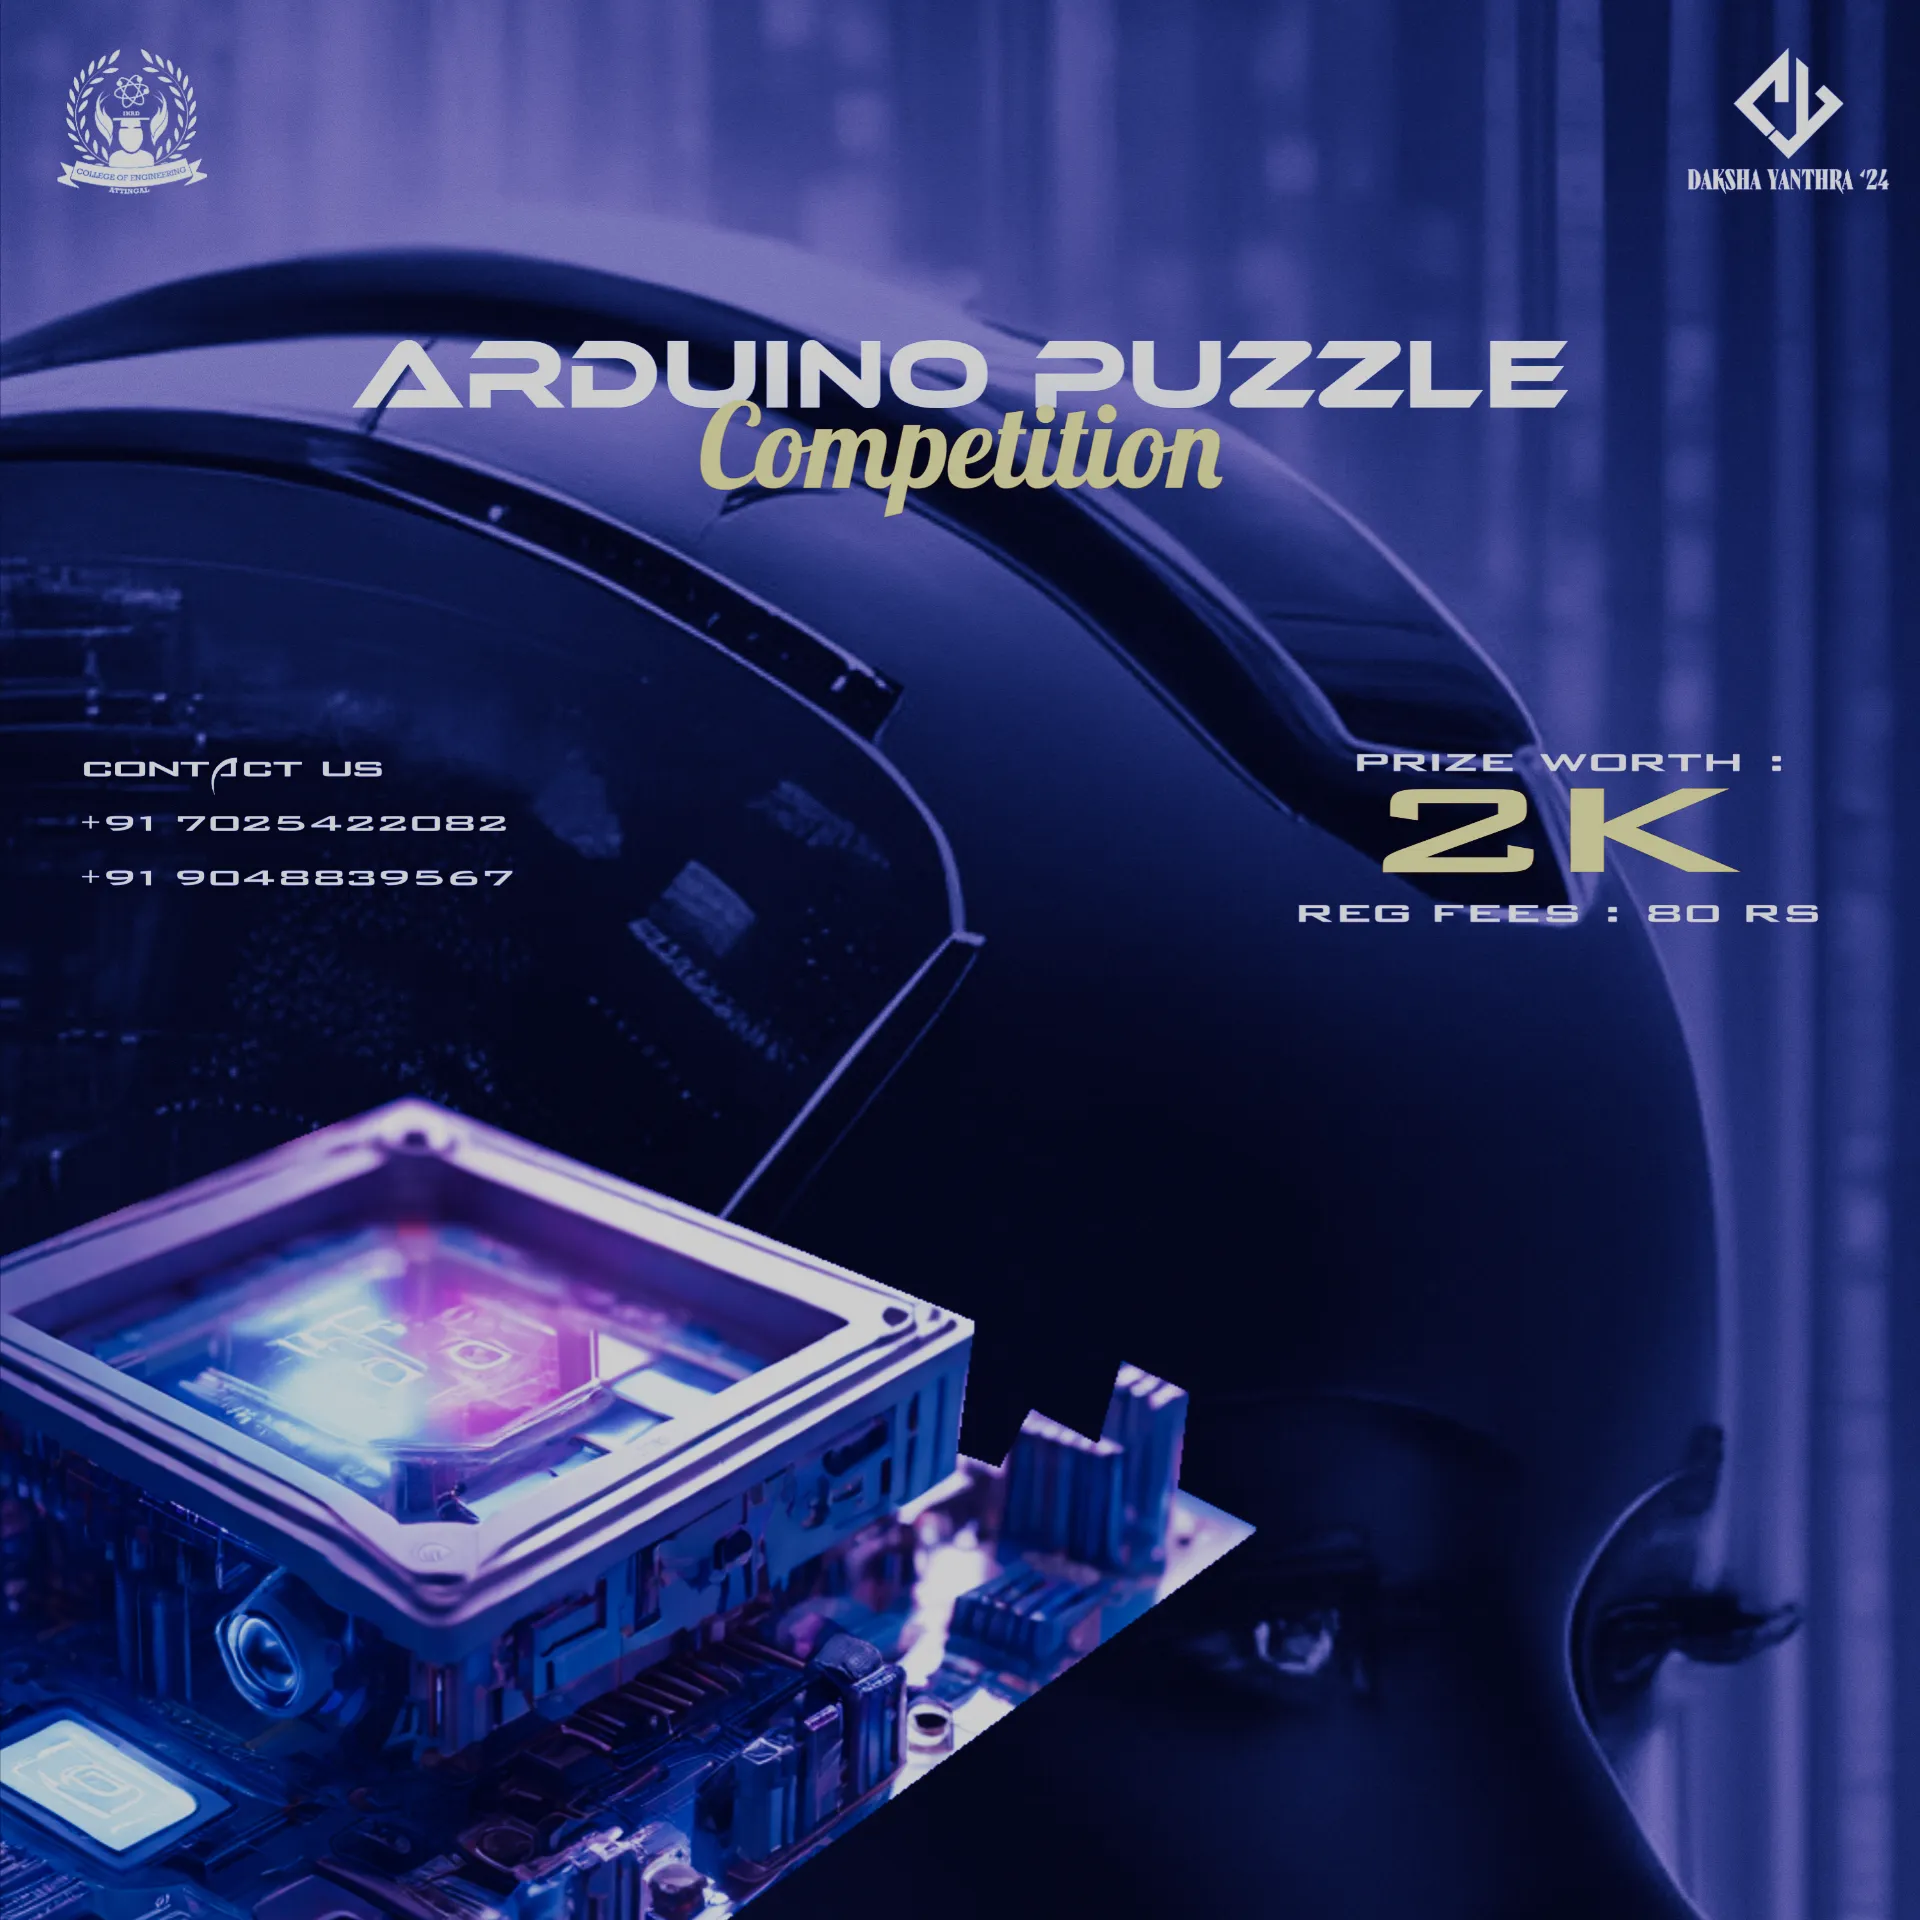 IHRD
COLLEGE OF ENGINEERING
ATTINGAL
DAKSHA YANTHRA ‘24
ARDUINO PUZZLE
Competition
CONTACT US
+91 7025422082
+91 9048839567
PRIZE WORTH :
2K
REG FEES : 80 RS